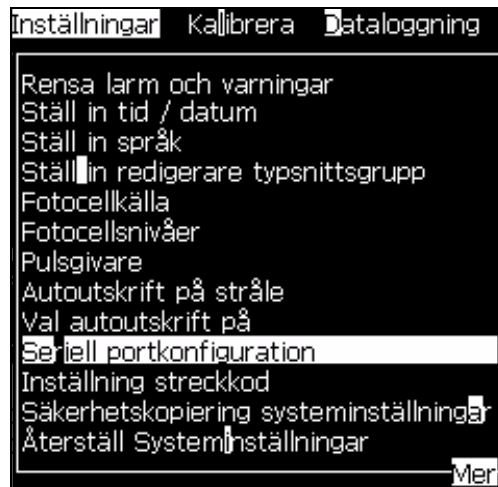 Inställningar Kalibrera Dataloggning
Rensa larm och varningar
Ställ in tid / datum
Ställ in språk
Ställ in redigerare typsnittsgrupp
Fotocellkälla
Fotocellsnivåer
Pulsgivare
Autoutskrift på stråle
Val autoutskrift på
Seriell portkonfiguration
Inställning streckkod
Säkerhetskopiering systeminställningar
Återställ Systeminställningar
Mer